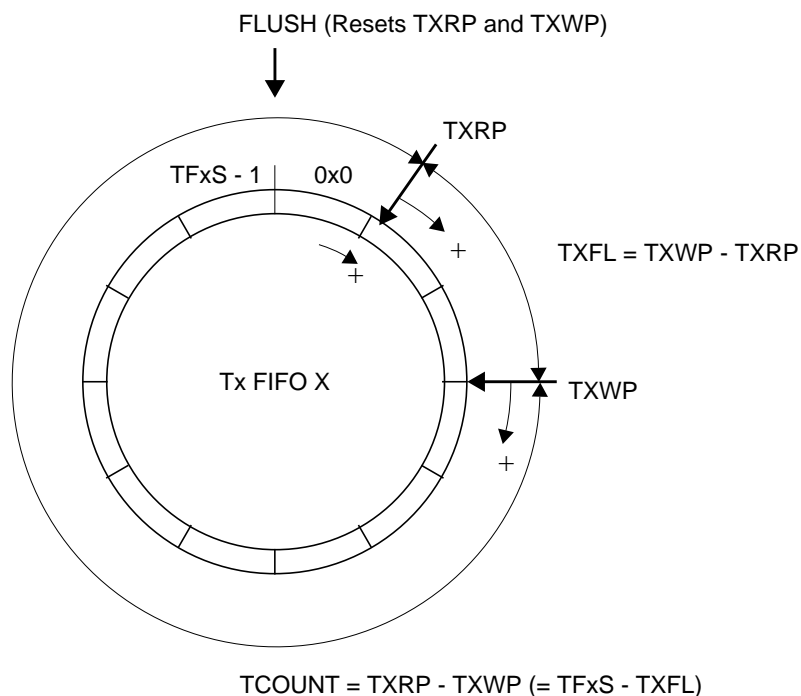 FLUSH (Resets TXRP and TXWP)
TXRP
TFxS - 1
0x0
+
+
TXFL = TXWP - TXRP
Tx FIFO X
TXWP
+
TCOUNT = TXRP - TXWP (= TFxS - TXFL)